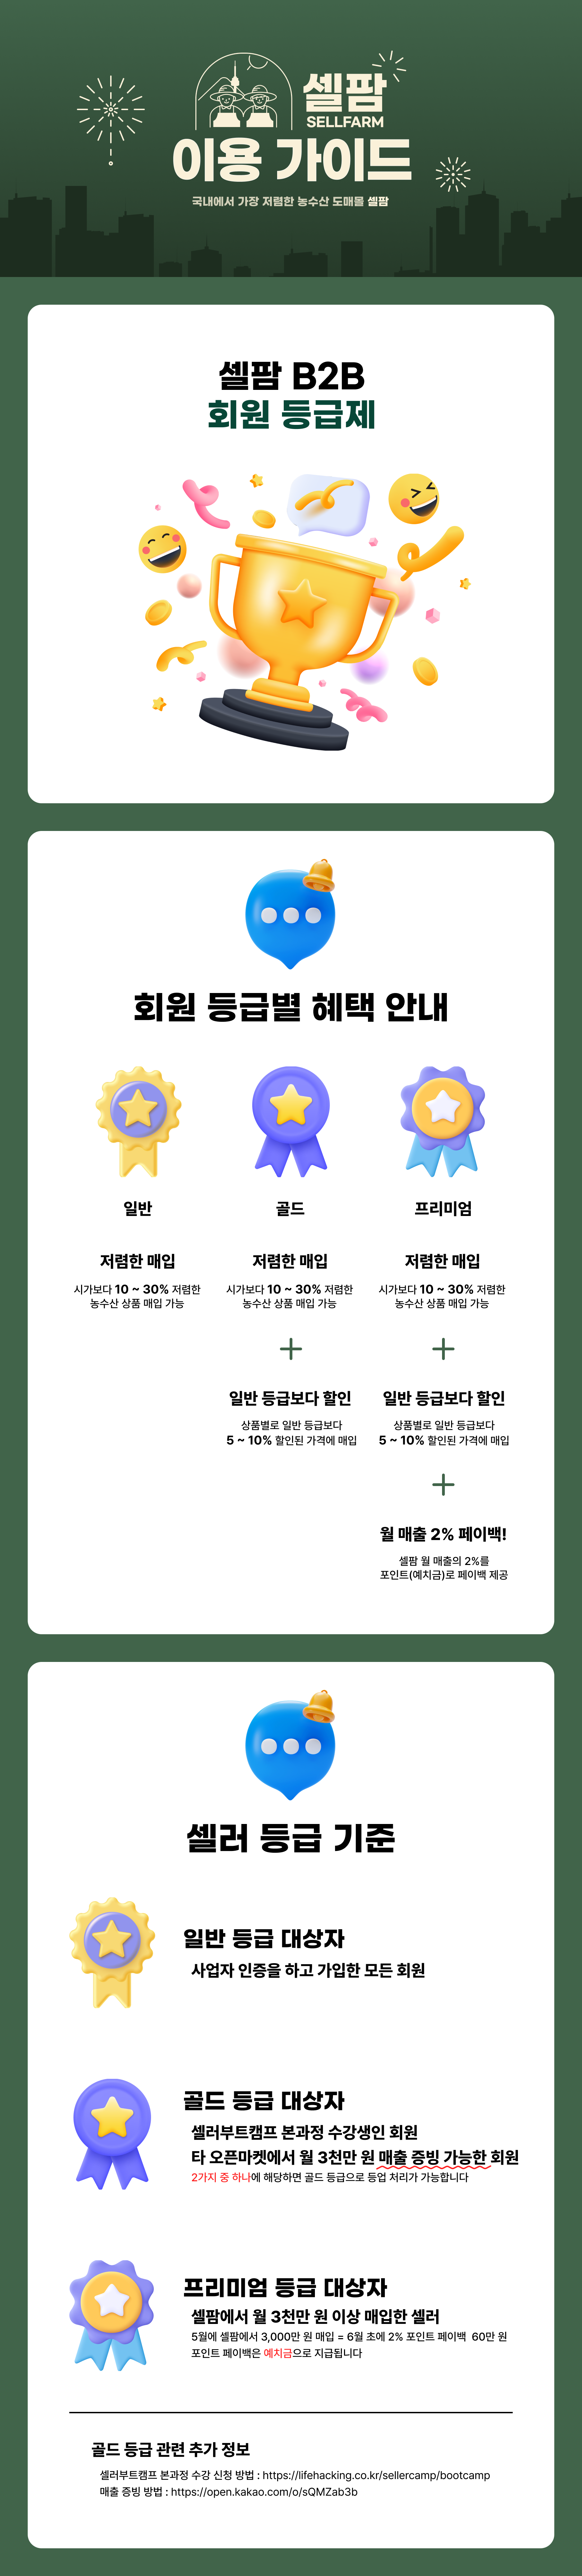 셀팜
SELLFARM
이용 가이드
국내에서 가장 저렴한 농수산 도매몰 셀팜
셀팜 B2B
회원 등급제
회원 등급별 혜택 안내
일반
저렴한 매입
시가보다 10 ~ 30% 저렴한
농수산 상품 매입 가능
골드
저렴한 매입
시가보다 10 ~ 30% 저렴한
농수산 상품 매입 가능
+
일반 등급보다 할인
상품별로 일반 등급보다
5 ~ 10% 할인된 가격에 매입
프리미엄
저렴한 매입
시가보다 10 ~ 30% 저렴한
농수산 상품 매입 가능
+
일반 등급보다 할인
상품별로 일반 등급보다
5 ~ 10% 할인된 가격에 매입
+
월 매출 2% 페이백!
셀팜 월 매출의 2%를
포인트(예치금)로 페이백 제공
셀러 등급 기준
일반 등급 대상자
사업자 인증을 하고 가입한 모든 회원
골드 등급 대상자
셀러부트캠프 본과정 수강생인 회원
타 오픈마켓에서 월 3천만 원 매출 증빙 가능한 회원
2가지 중 하나에 해당하면 골드 등급으로 등업 처리가 가능합니다
프리미엄 등급 대상자
셀팜에서 월 3천만 원 이상 매입한 셀러
5월에 셀팜에서 3,000만 원 매입 = 6월 초에 2% 포인트 페이백 60만 원
포인트 페이백은 예치금으로 지급됩니다
골드 등급 관련 추가 정보
셀러부트캠프 본과정 수강 신청 방법 : https://lifehacking.co.kr/sellercamp/bootcamp
매출 증빙 방법 : https://open.kakao.com/o/sQMZab3b